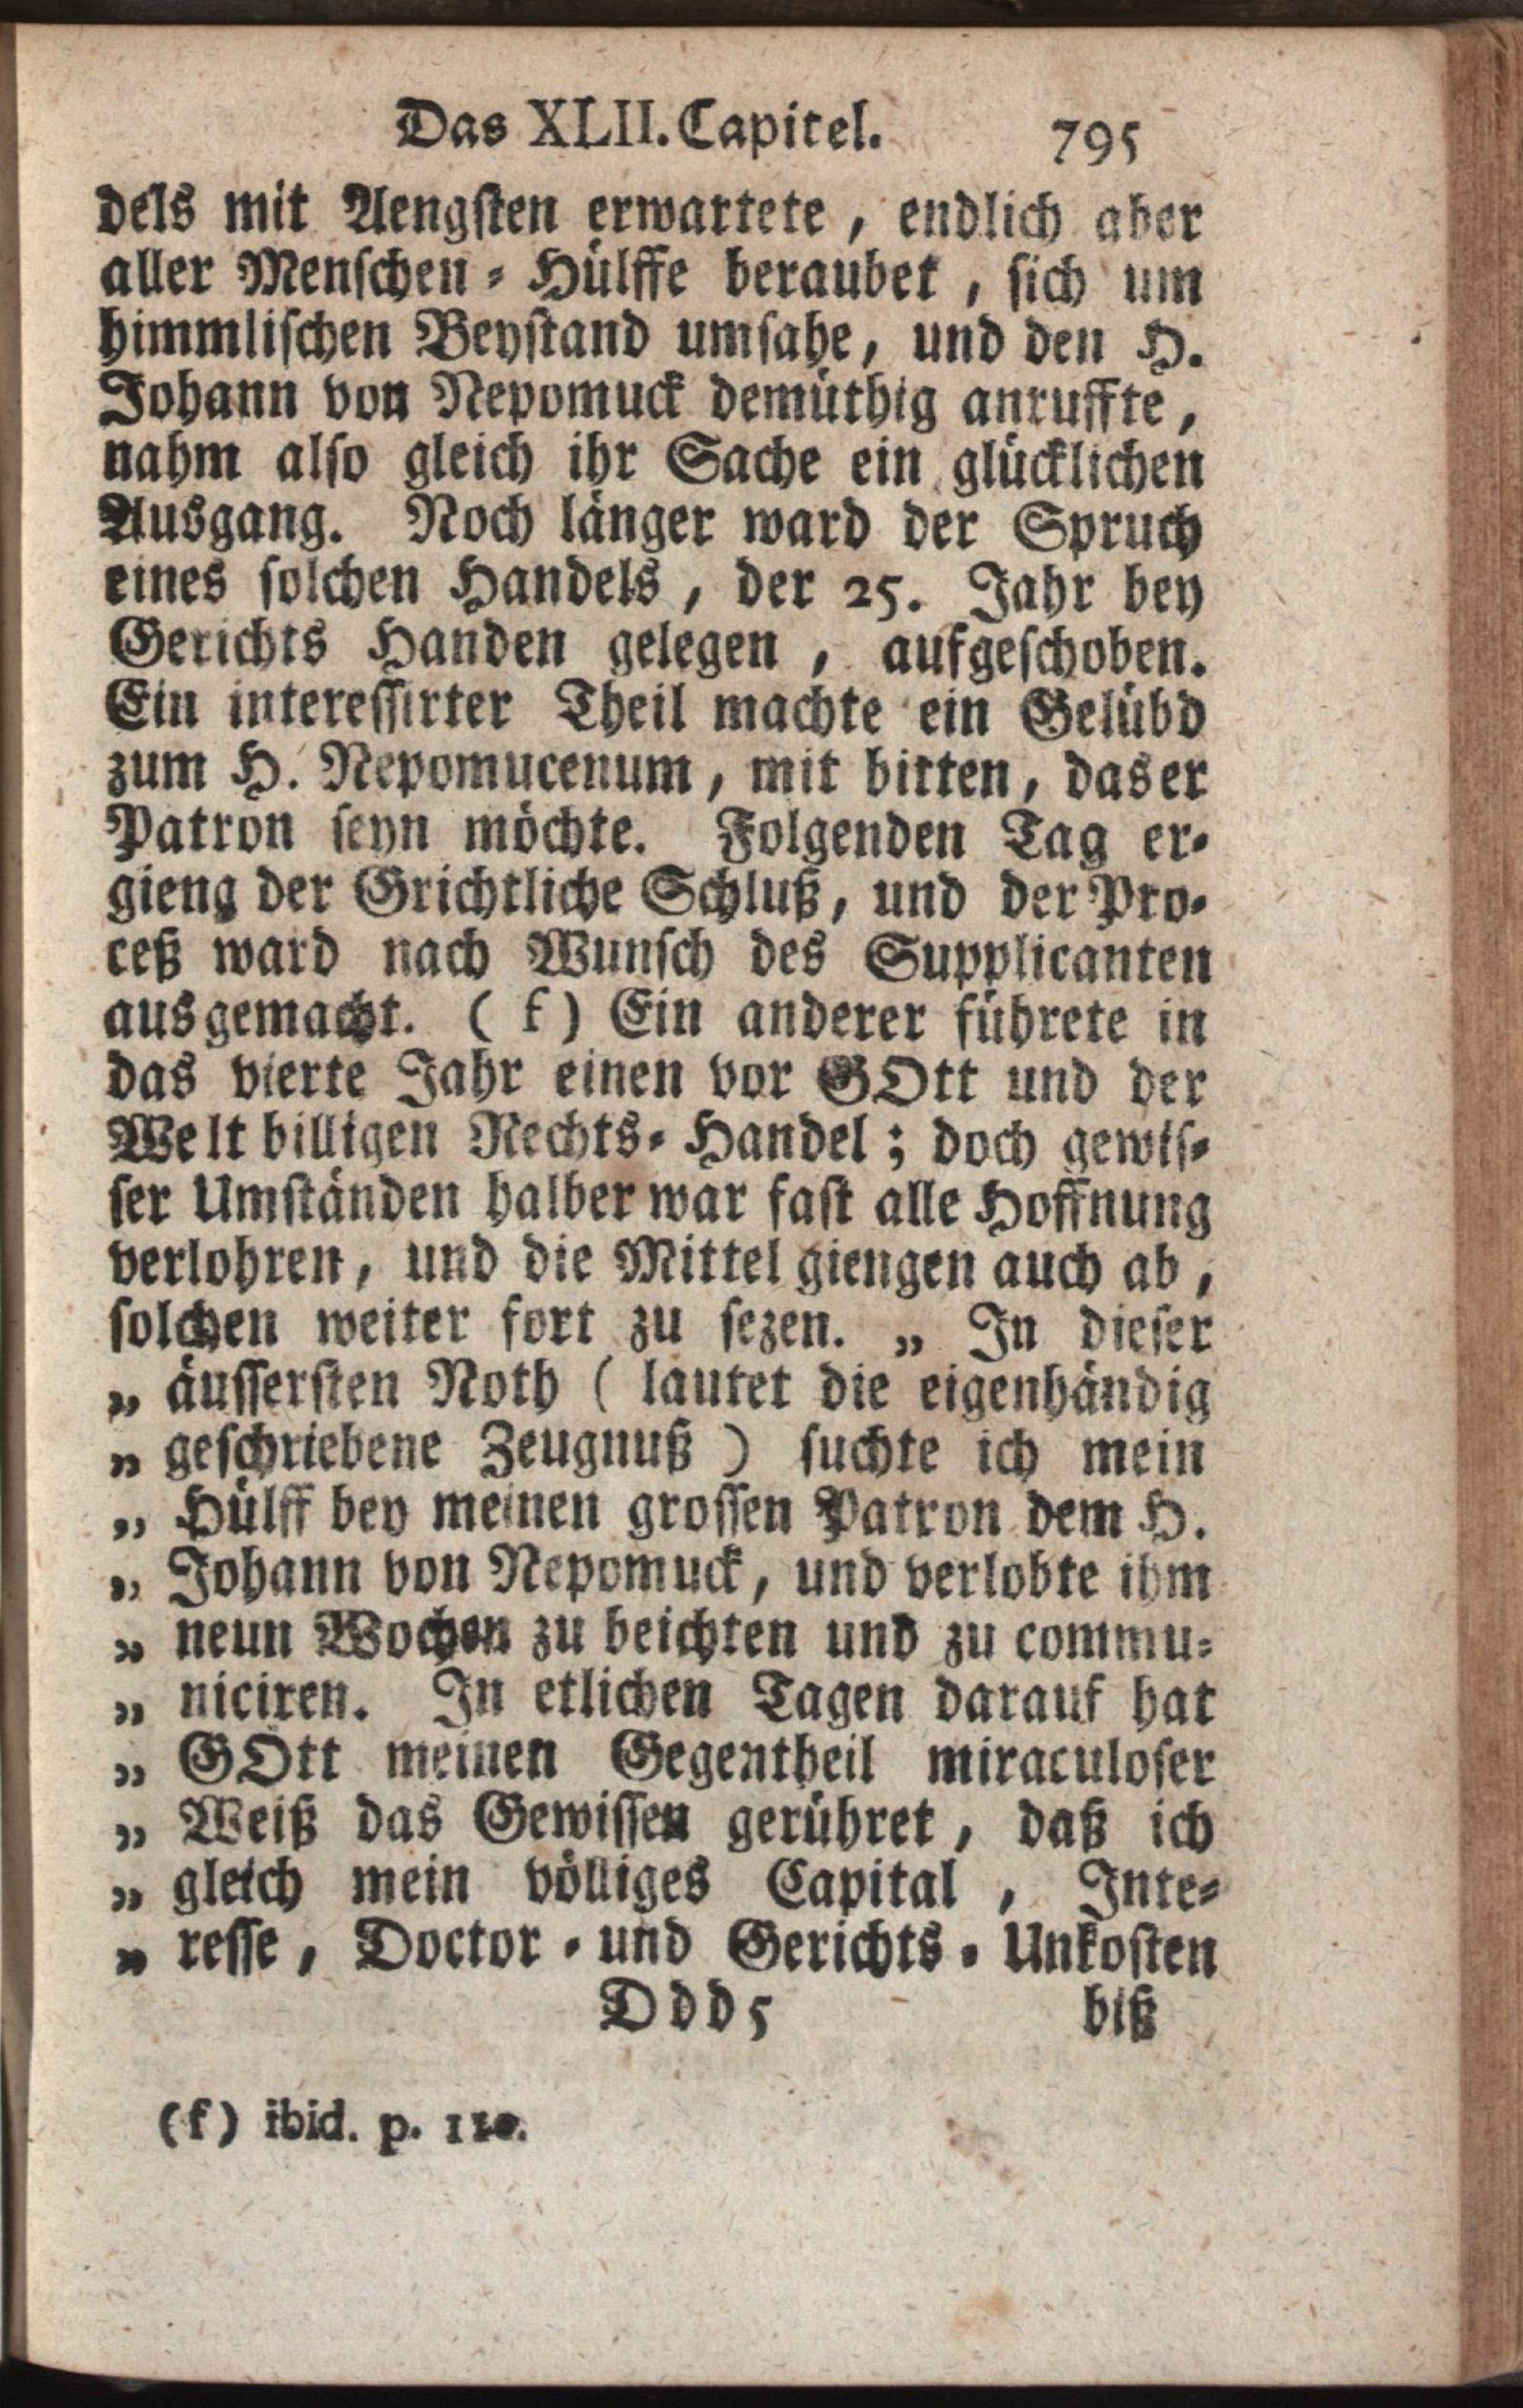 Das XLII. Capitel. 795
dels mit Aengsten erwartete, endlich aber
aller Menschen-Hülffe beraubet, sich um
himmlischen Beystand umsahe, und den H.
Johann von Nepomuck demüthig anruffte,
nahm also gleich ihr Sache ein glücklichen
Ausgang. Noch länger ward der Spruch
eines solchen Handels, der 25. Jahr bey
Gerichts Handen gelegen, aufgeschoben.
Ein interessirter Theil machte ein Gelübd
zum H. Nepomucenum, mit bitten, das er
Patron seyn möchte. Folgenden Tag er-
gieng der Grichtliche Schluß, und der Pro-
ceß ward nach Wunsch des Supplicanten
ausgemacht. (k) Ein anderer führete in
das vierte Jahr einen vor GOtt und der
Welt billigen Rechts-Handel; doch gewis-
ser Umständen halber war fast alle Hoffnung
verlohren, und die Mittel giengen auch ab,
solchen weiter fort zu sezen. „ In dieser
„ äussersten Noth (lautet die eigenhändig
„ geschriebene Zeugnuß) suchte ich mein
„ Hülff bey meinen grossen Patron dem H.
„ Johann von Nepomuck, und verlobte ihm
„ neun Wochen zu beichten und zu commu-
„ niciren. In etlichen Tagen darauf hat
„ GOtt meinen Gegentheil miraculoser
„ Weiß das Gewissen gerühret, daß ich
„ gleich mein völliges Capital, Inte-
„ resse, Doctor- und Gerichts-Unkosten
Ddd5 biß
(k) ibid. p.